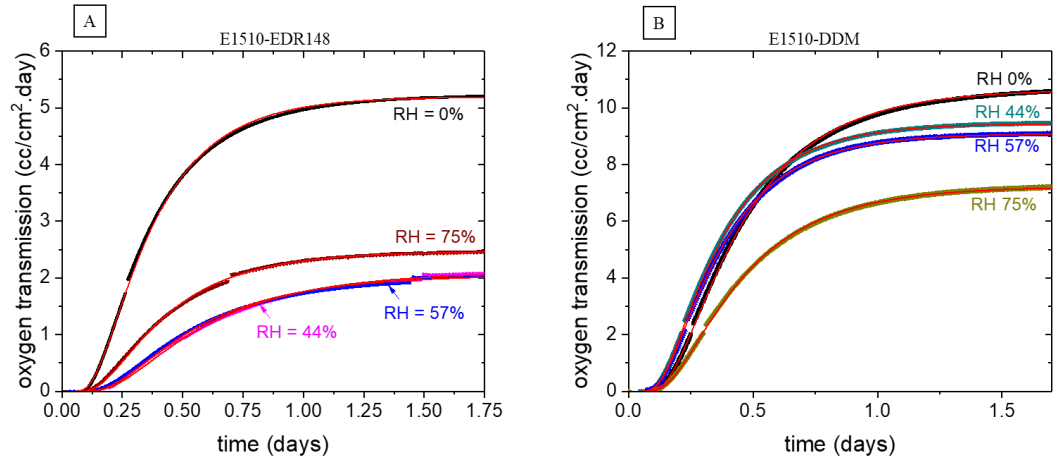 A
E1510-EDR148
oxygen transmission (cc/cm².day)
6
5
4
3
2
1
0
RH = 0%
RH = 75%
RH = 57%
RH = 44%
0.00 0.25 0.50 0.75 1.00 1.25 1.50 1.75
time (days)
B
E1510-DDM
oxygen transmission (cc/cm².day)
12
10
8
6
4
2
0
RH 0%
RH 44%
RH 57%
RH 75%
0.0 0.5 1.0 1.5
time (days)